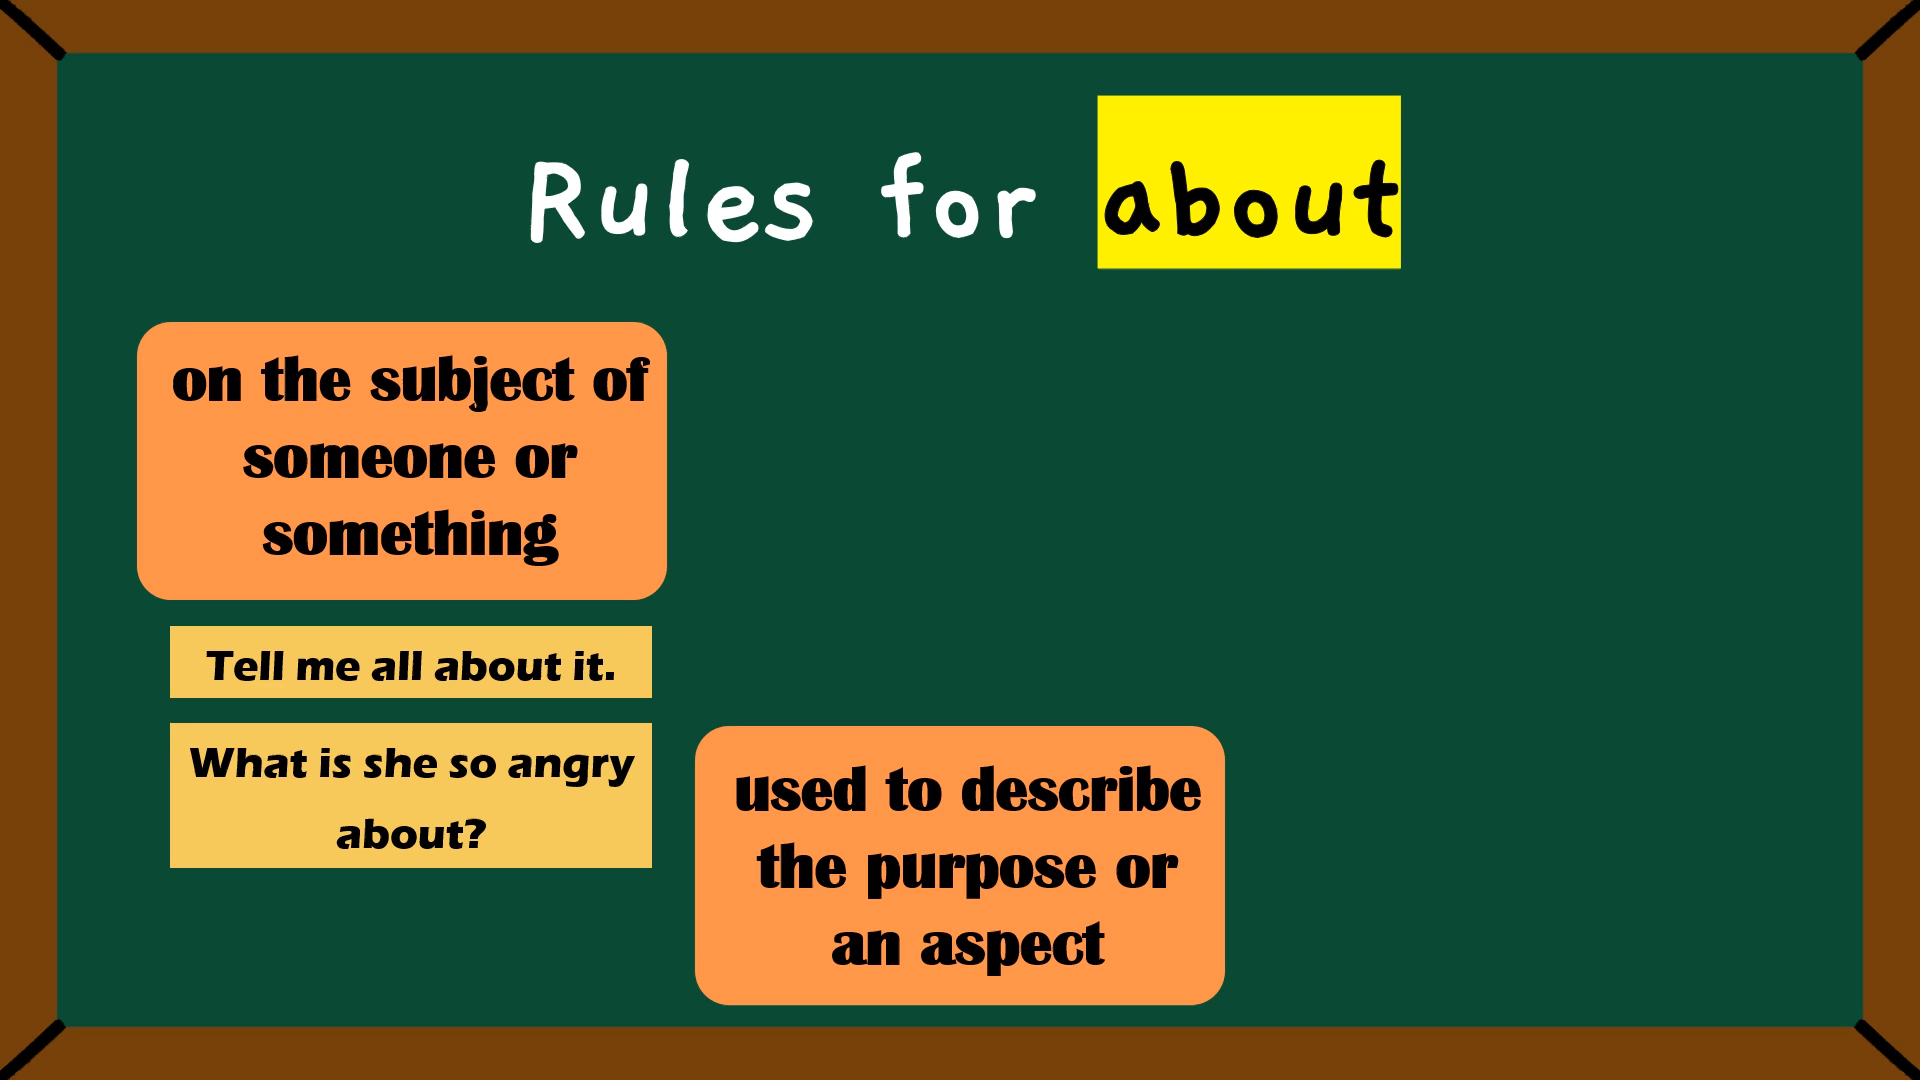 Rules for about
on the subject of
someone or
something
Tell me all about it.
What is she so angry
about?
used to describe
the purpose or
an aspect